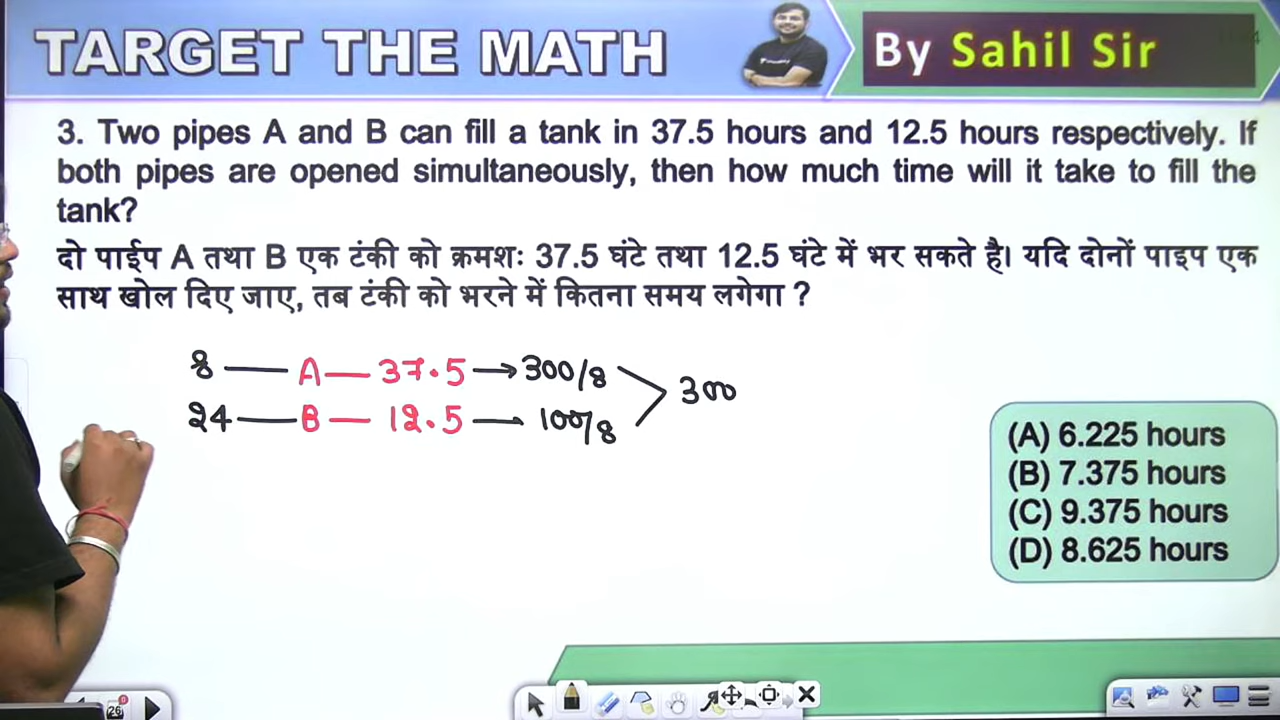 TARGET THE MATH
By Sahil Sir
3. Two pipes A and B can fill a tank in 37.5 hours and 12.5 hours respectively. If
both pipes are opened simultaneously, then how much time will it take to fill the
tank?
दो पाईप A तथा B एक टंकी को क्रमशः 37.5 घंटे तथा 12.5 घंटे में भर सकते है। यदि दोनों पाइप एक
साथ खोल दिए जाए, तब टंकी को भरने में कितना समय लगेगा ?
8 — A — 37.5 → 300/8
24 — B — 12.5 → 100/8
300
(A) 6.225 hours
(B) 7.375 hours
(C) 9.375 hours
(D) 8.625 hours
26